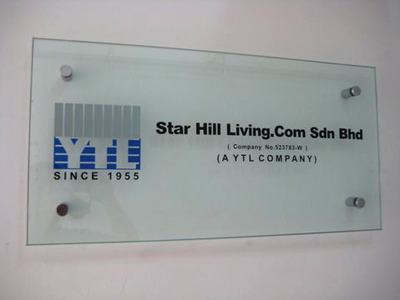 YTL
SINCE 1955
Star Hill Living.Com Sdn Bhd
( Company No.523783-W )
(A YTL COMPANY)